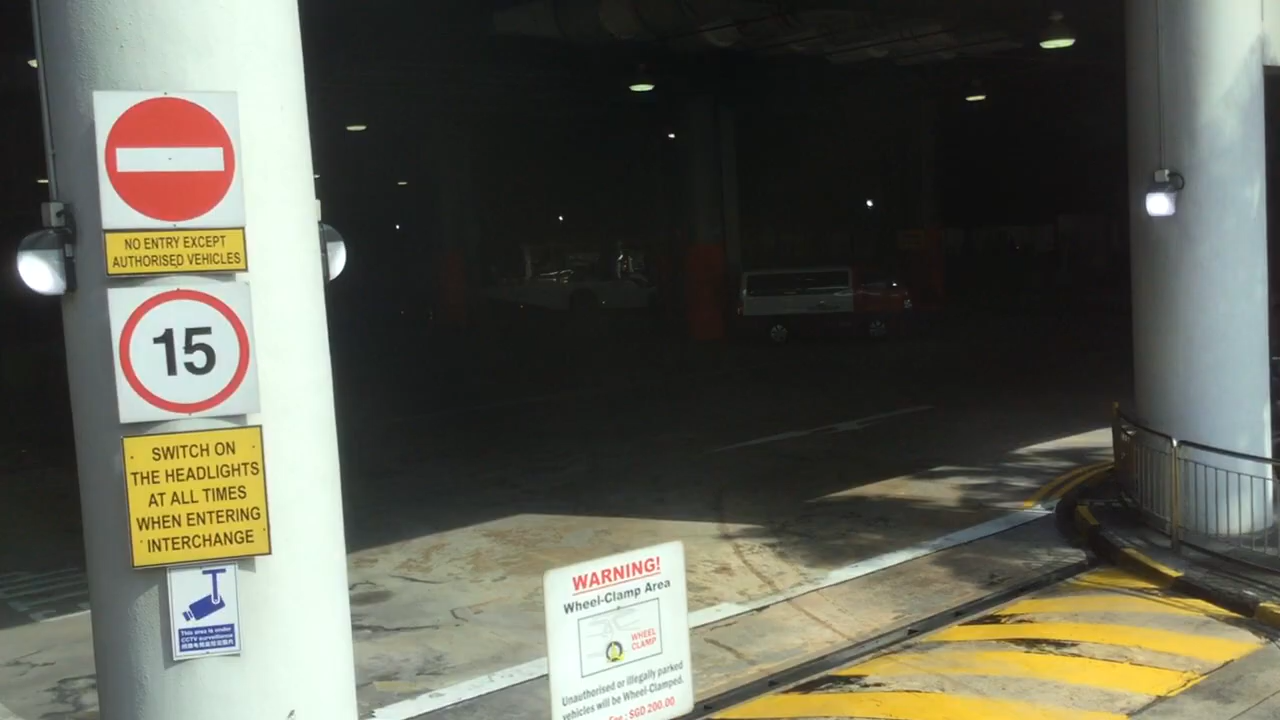 NO ENTRY EXCEPT
AUTHORISED VEHICLES
15
SWITCH ON
THE HEADLIGHTS
AT ALL TIMES
WHEN ENTERING
INTERCHANGE
This area is under
CCTV surveillance
WARNING!
Wheel-Clamp Area
WHEEL
CLAMP
Unauthorised or illegally parked
vehicles will be Wheel-Clamped.
Fee : SGD 200.00